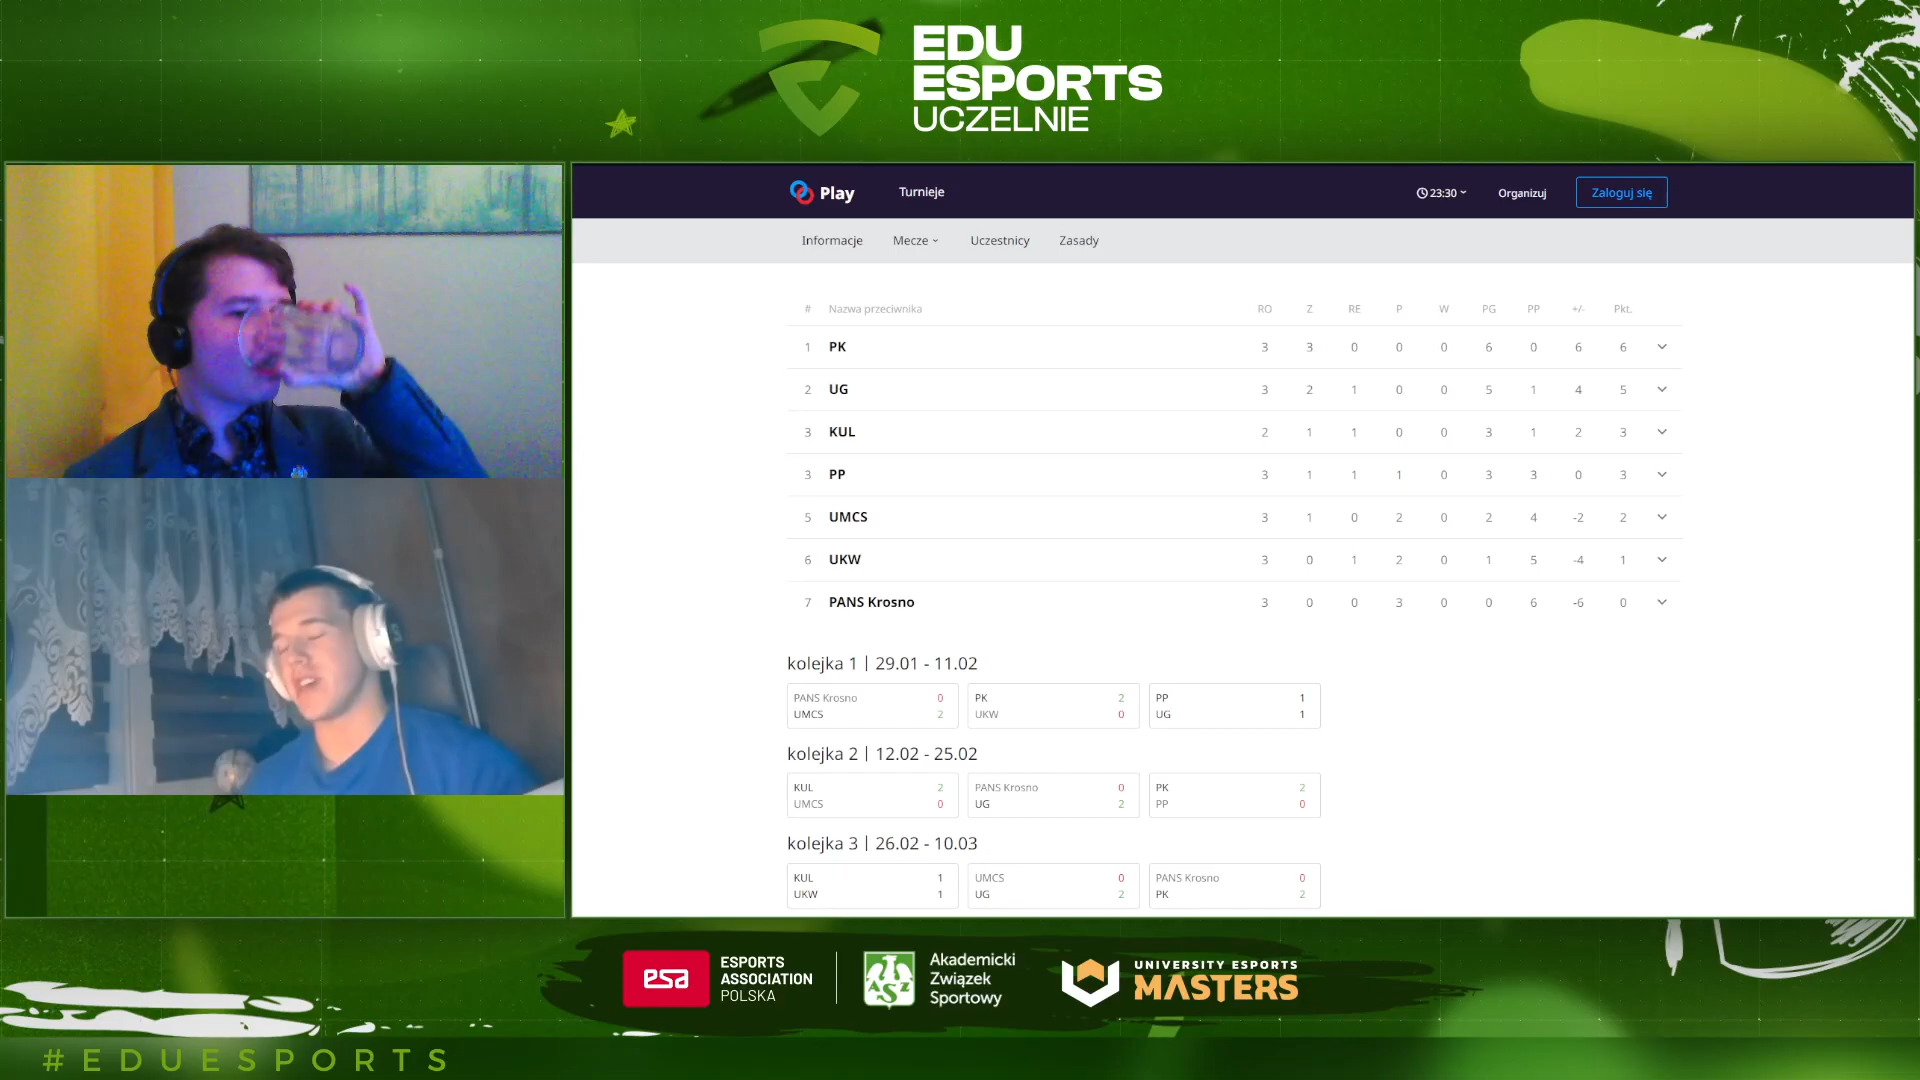 EDU
ESPORTS
UCZELNIE
Play Turnieje 23:30 Organizuj Zaloguj się
Informacje Mecze Uczestnicy Zasady
# Nazwa przeciwnika RO Z RE P W PG PP +/- Pkt.
1 PK 3 3 0 0 0 6 0 6 6
2 UG 3 2 1 0 0 5 1 4 5
3 KUL 2 1 1 0 0 3 1 2 3
3 PP 3 1 1 1 0 3 3 0 3
5 UMCS 3 1 0 2 0 2 4 -2 2
6 UKW 3 0 1 2 0 1 5 -4 1
7 PANS Krosno 3 0 0 3 0 0 6 -6 0
kolejka 1 | 29.01 - 11.02
PANS Krosno 0 PK 2 PP 1
UMCS 2 UKW 0 UG 1
kolejka 2 | 12.02 - 25.02
KUL 2 PANS Krosno 0 PK 2
UMCS 0 UG 2 PP 0
kolejka 3 | 26.02 - 10.03
KUL 1 UMCS 0 PANS Krosno 0
UKW 1 UG 2 PK 2
esa ESPORTS ASSOCIATION POLSKA
AZS Akademicki Związek Sportowy
UNIVERSITY ESPORTS MASTERS
#EDUESPORTS